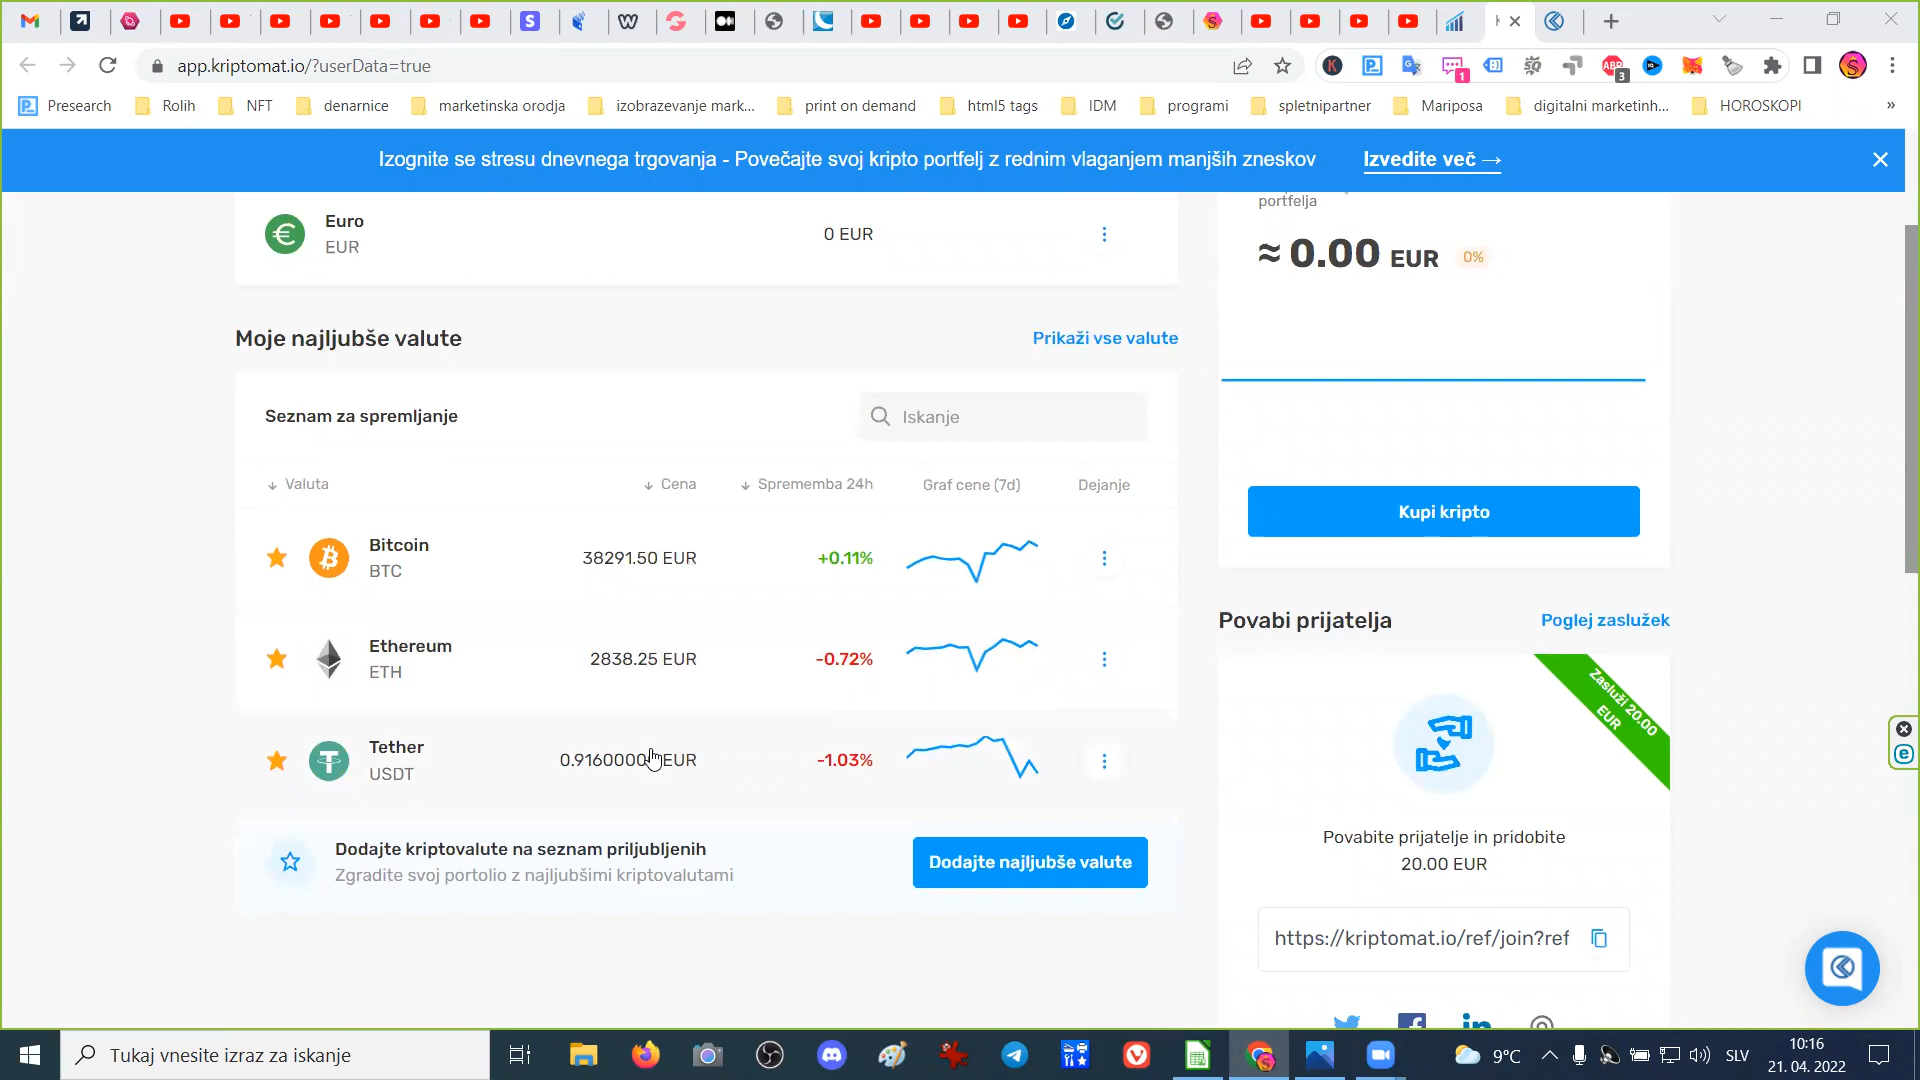 app.kriptomat.io/?userData=true
1
3
Presearch
Rolih
NFT
denarnice
marketinska orodja
izobrazevanje mark...
print on demand
html5 tags
IDM
programi
spletnipartner
Mariposa
digitalni marketinh...
HOROSKOPI
»
Izognite se stresu dnevnega trgovanja - Povečajte svoj kripto portfelj z rednim vlaganjem manjših zneskov Izvedite več →
Euro
EUR
0 EUR
portfelja
≈ 0.00 EUR 0%
Moje najljubše valute
Prikaži vse valute
Seznam za spremljanje
Iskanje
↓ Valuta
↓ Cena
↓ Sprememba 24h
Graf cene (7d)
Dejanje
Kupi kripto
Bitcoin
BTC
38291.50 EUR
+0.11%
Ethereum
ETH
2838.25 EUR
-0.72%
Tether
USDT
0.9160000 EUR
-1.03%
Dodajte kriptovalute na seznam priljubljenih
Zgradite svoj portolio z najljubšimi kriptovalutami
Dodajte najljubše valute
Povabi prijatelja
Poglej zaslužek
Zasluži 20.00
EUR
Povabite prijatelje in pridobite
20.00 EUR
https://kriptomat.io/ref/join?ref
Tukaj vnesite izraz za iskanje
9°C
SLV
10:16
21. 04. 2022